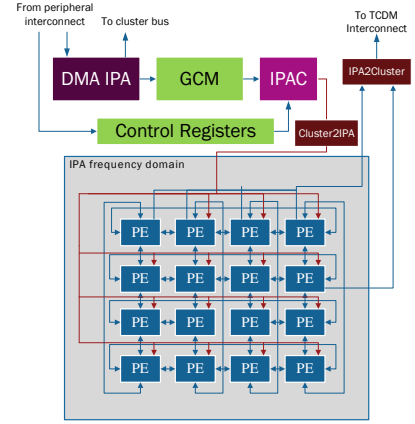 From peripheral
interconnect
To cluster bus
To TCDM
Interconnect
DMA IPA
GCM
IPAC
IPA2Cluster
Control Registers
Cluster2IPA
IPA frequency domain
PE PE PE PE
PE PE PE PE
PE PE PE PE
PE PE PE PE